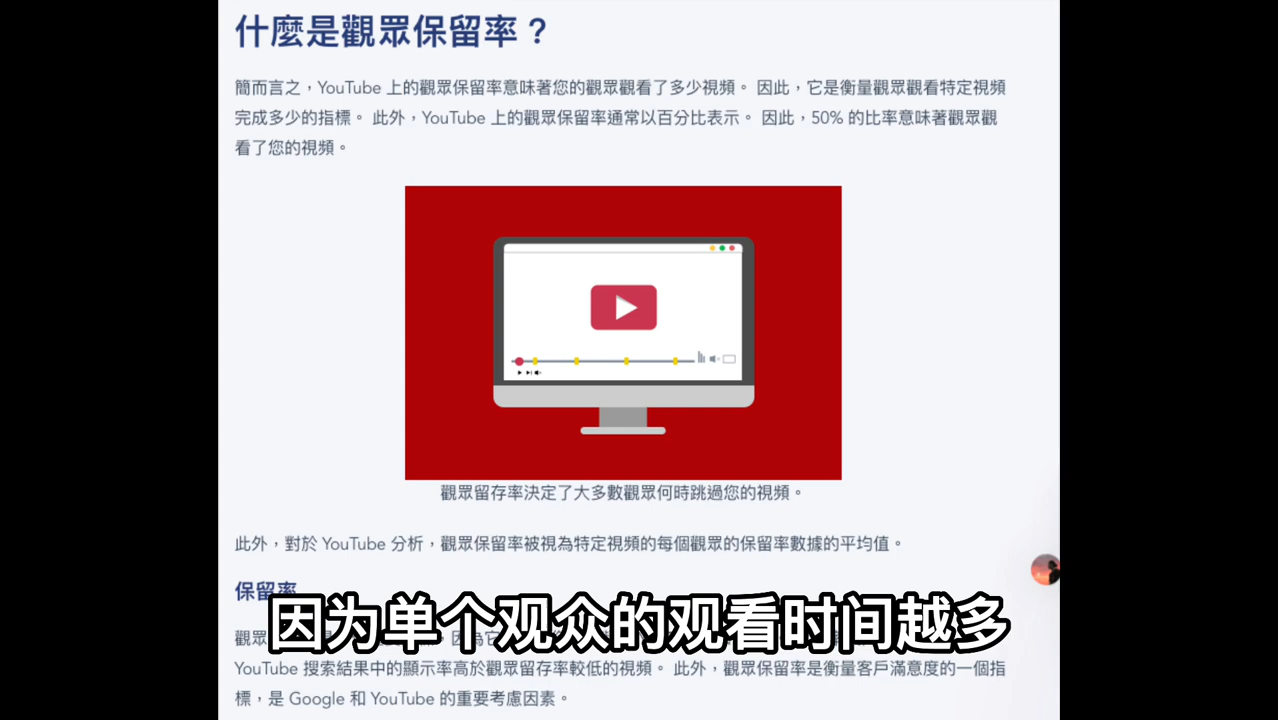 什麼是觀眾保留率？
簡而言之，YouTube 上的觀眾保留率意味著您的觀眾觀看了多少視頻。 因此，它是衡量觀眾觀看特定視頻
完成多少的指標。 此外，YouTube 上的觀眾保留率通常以百分比表示。 因此，50% 的比率意味著觀眾觀
看了您的視頻。
觀眾留存率決定了大多數觀眾何時跳過您的視頻。
此外，對於 YouTube 分析，觀眾保留率被視為特定視頻的每個觀眾的保留率數據的平均值。
保留率
因为单个观众的观看时间越多
YouTube 搜索結果中的顯示率高於觀眾留存率較低的視頻。 此外，觀眾保留率是衡量客戶滿意度的一個指
標，是 Google 和 YouTube 的重要考慮因素。